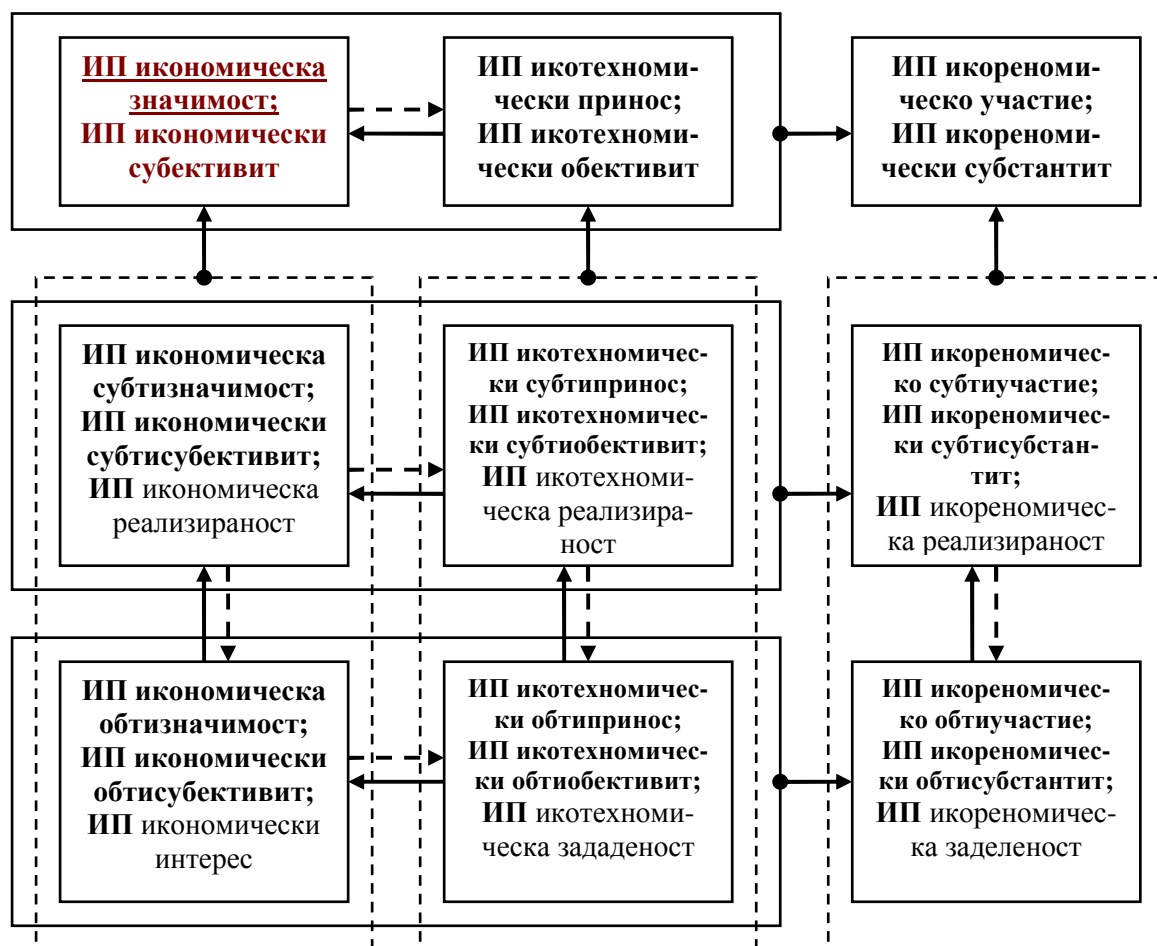 ИП икономическа
значимост;
ИП икономически
субективит
ИП икотехноми-
чески принос;
ИП икотехноми-
чески обективит
ИП икореноми-
ческо участие;
ИП икореноми-
чески субстантит
ИП икономическа
субтизначимост;
ИП икономически
субтисубективит;
ИП икономическа
реализираност
ИП икотехномичес-
ки субтипринос;
ИП икотехномичес-
ки субтиобективит;
ИП икотехноми-
ческа реализира-
ност
ИП икореномичес-
ко субтиучастие;
ИП икореномичес-
ки субтисубстан-
тит;
ИП икореномичес-
ка реализираност
ИП икономическа
обтизначимост;
ИП икономически
обтисубективит;
ИП икономически
интерес
ИП икотехномичес-
ки обтипринос;
ИП икотехномичес-
ки обтиобективит;
ИП икотехноми-
ческа зададеност
ИП икореномичес-
ко обтиучастие;
ИП икореномичес-
ки обтисубстантит;
ИП икореномичес-
ка заделеност